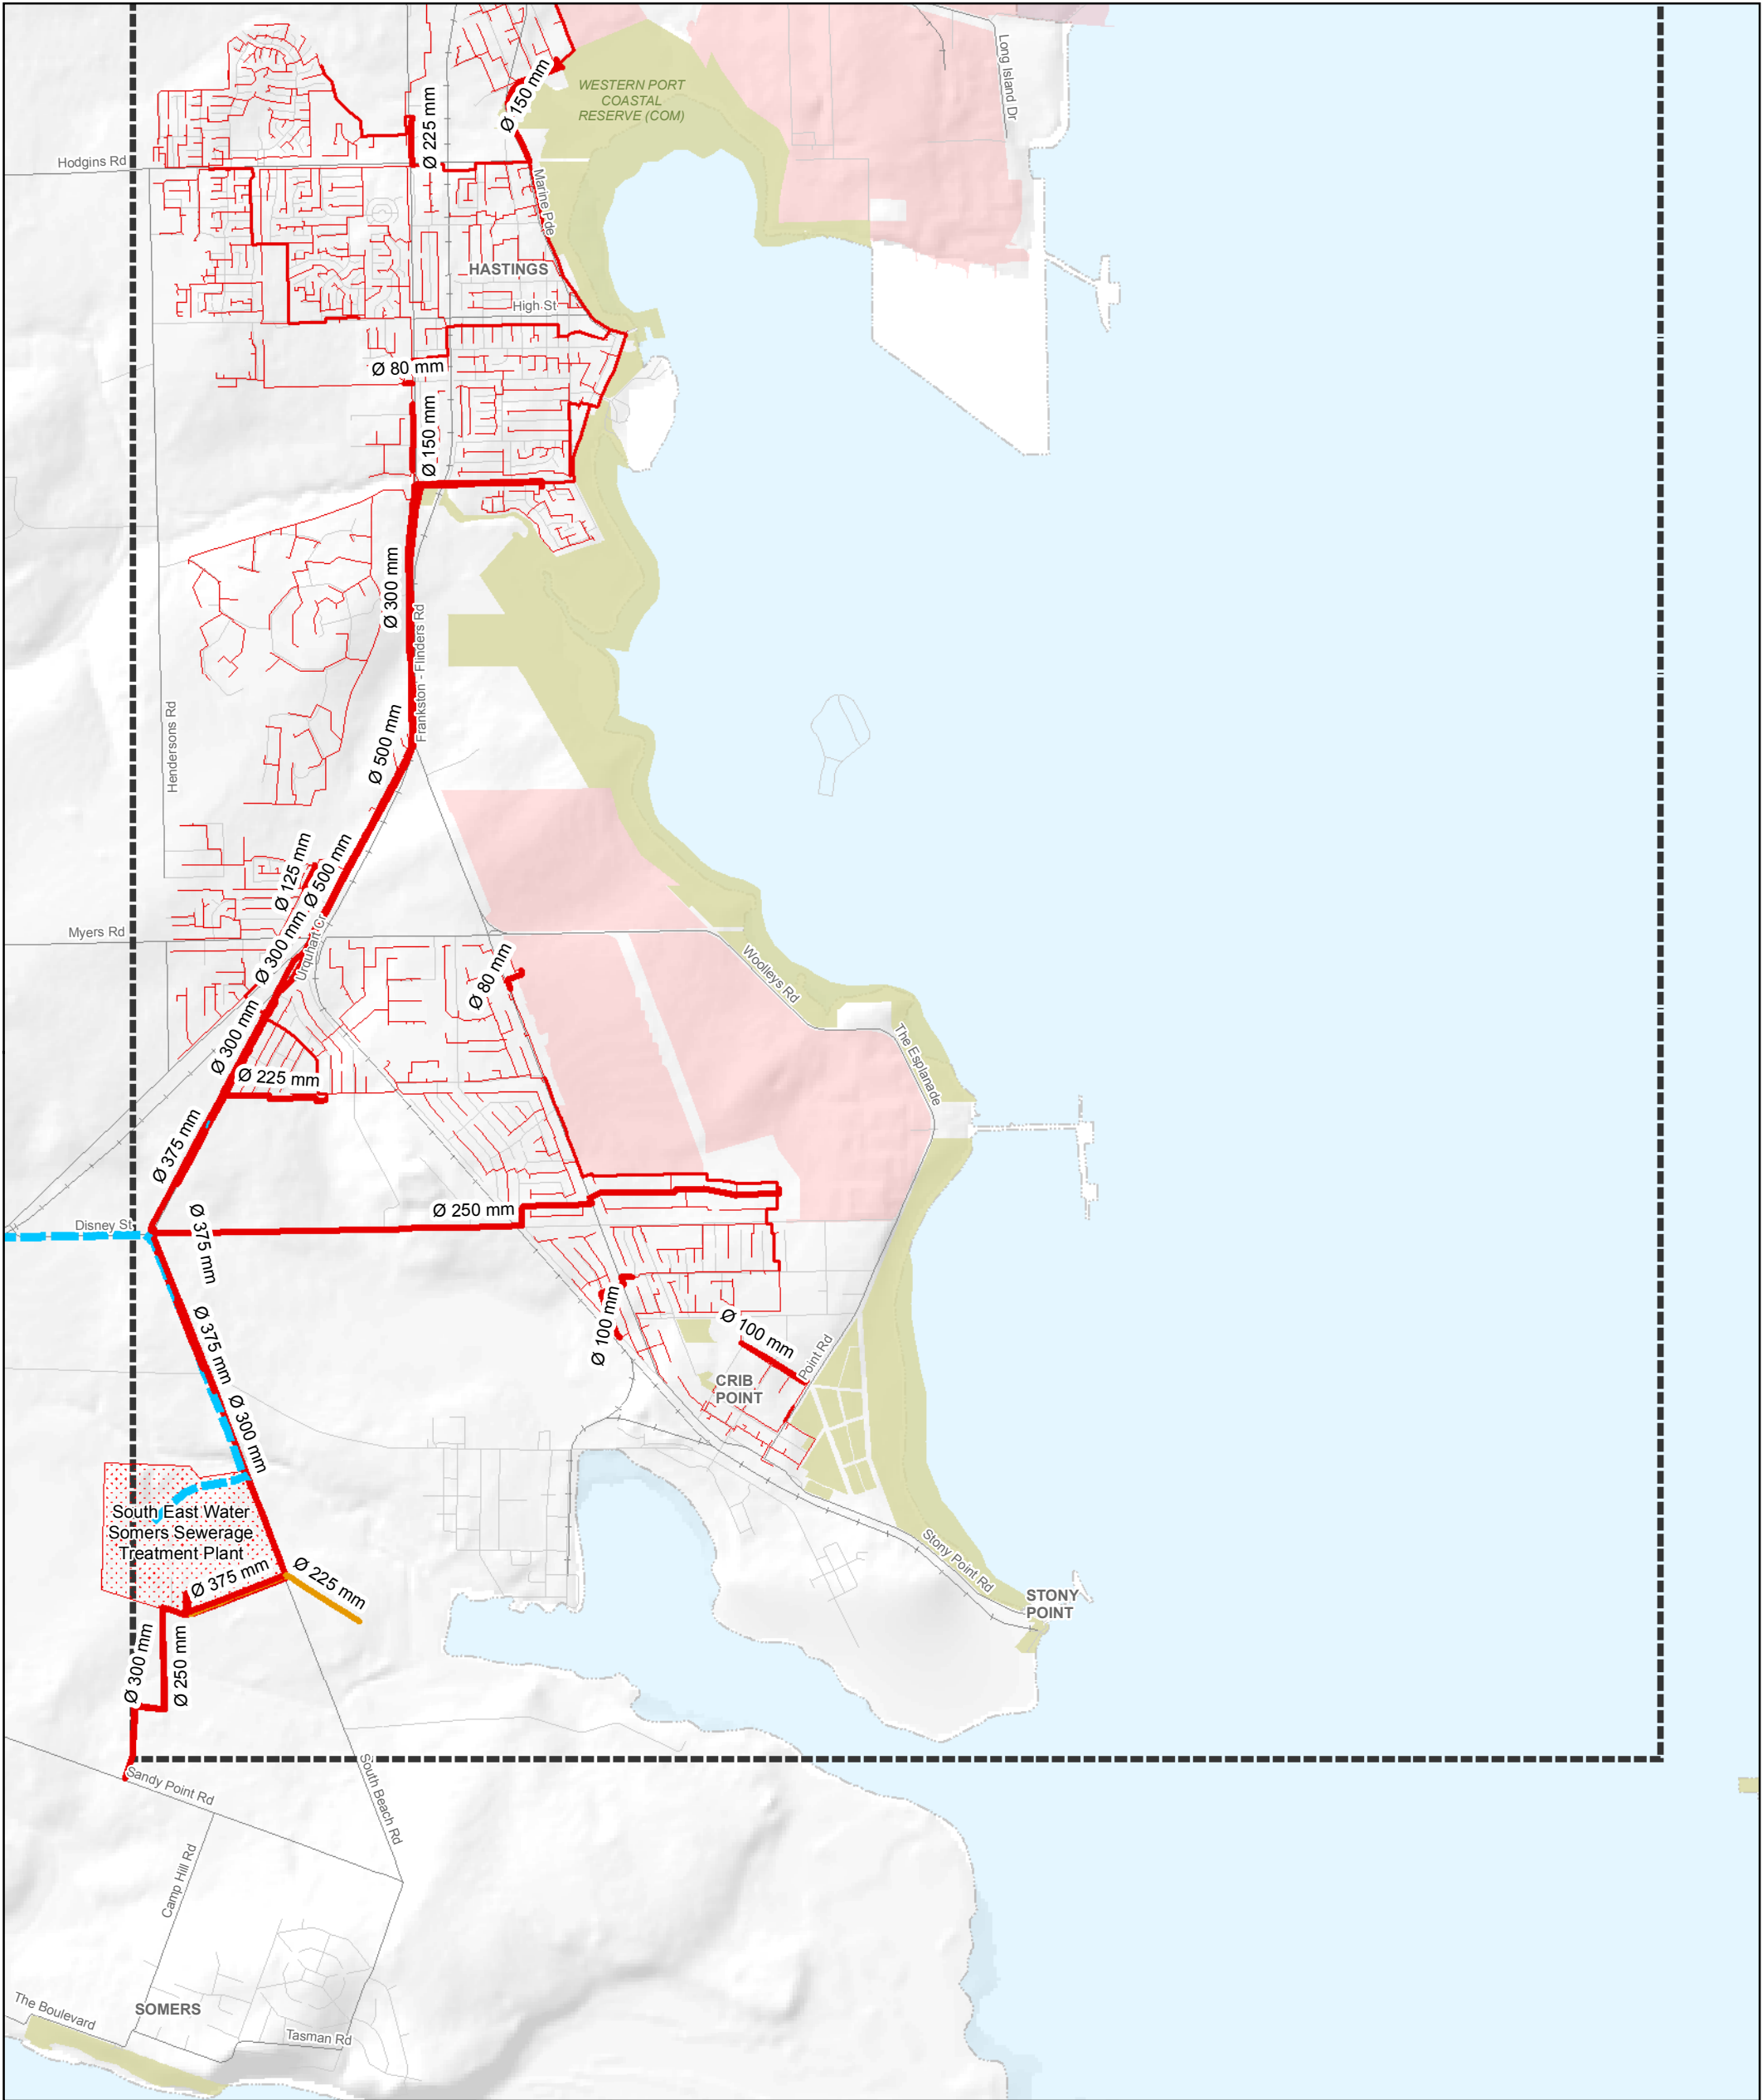 Long Island Dr
Ø 150 mm
WESTERN PORT
COASTAL
RESERVE (COM)
Ø 225 mm
Hodgins Rd
Marine Pde
HASTINGS
High St
Ø 80 mm
Ø 150 mm
Ø 300 mm
Frankston - Flinders Rd
Hendersons Rd
Ø 500 mm
Ø 125 mm
Ø 500 mm
Myers Rd
Ø 300 mm
Urquhart Cr
Woolleys Rd
Ø 80 mm
Ø 300 mm
The Esplanade
Ø 225 mm
Ø 375 mm
Ø 250 mm
Disney St
Ø 375 mm
Ø 375 mm
Ø 100 mm
Ø 100 mm
Point Rd
CRIB
POINT
Ø 300 mm
South East Water
Somers Sewerage
Treatment Plant
Stony Point Rd
Ø 375 mm
Ø 225 mm
STONY
POINT
Ø 300 mm
Ø 250 mm
Sandy Point Rd
South Beach Rd
Camp Hill Rd
The Boulevard
SOMERS
Tasman Rd